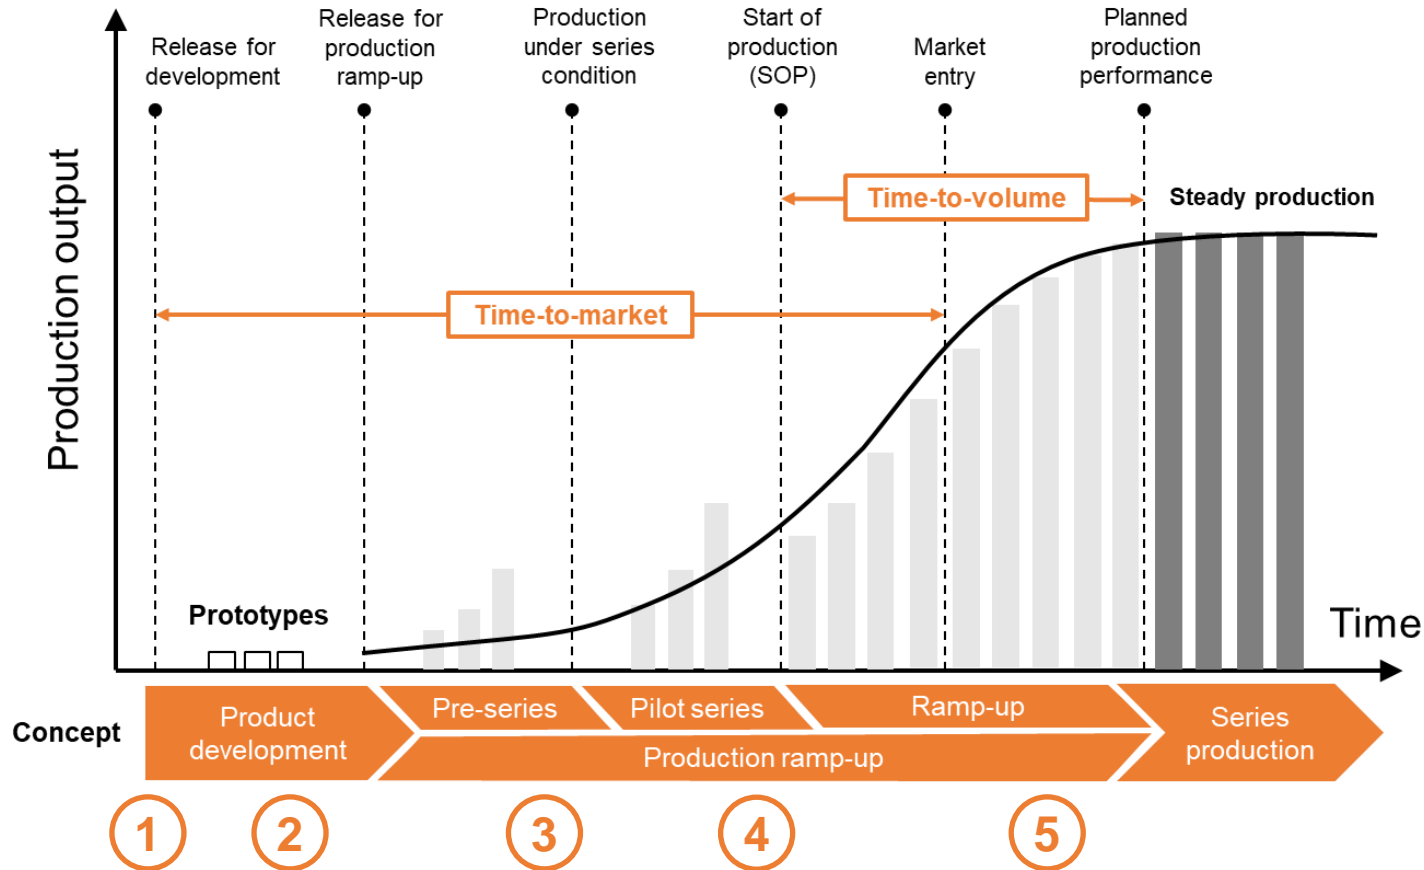 Release for
development
Release for
production
ramp-up
Production
under series
condition
Start of
production
(SOP)
Market
entry
Planned
production
performance
Production output
Time-to-volume
Steady production
Time-to-market
Prototypes
Time
Concept
Product
development
Pre-series
Pilot series
Ramp-up
Production ramp-up
Series
production
1
2
3
4
5